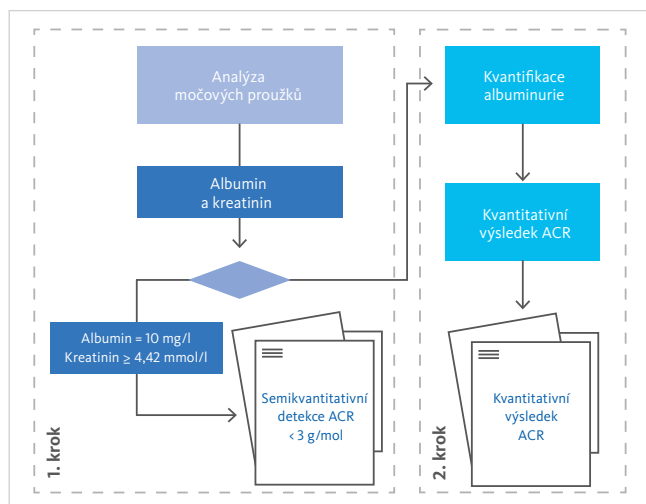 Analýza
močových proužků
Albumin
a kreatinin
Albumin = 10 mg/l
Kreatinin ≥ 4,42 mmol/l
Semikvantitativní
detekce ACR
< 3 g/mol
1. krok
Kvantifikace
albuminurie
Kvantitativní
výsledek ACR
Kvantitativní
výsledek
ACR
2. krok